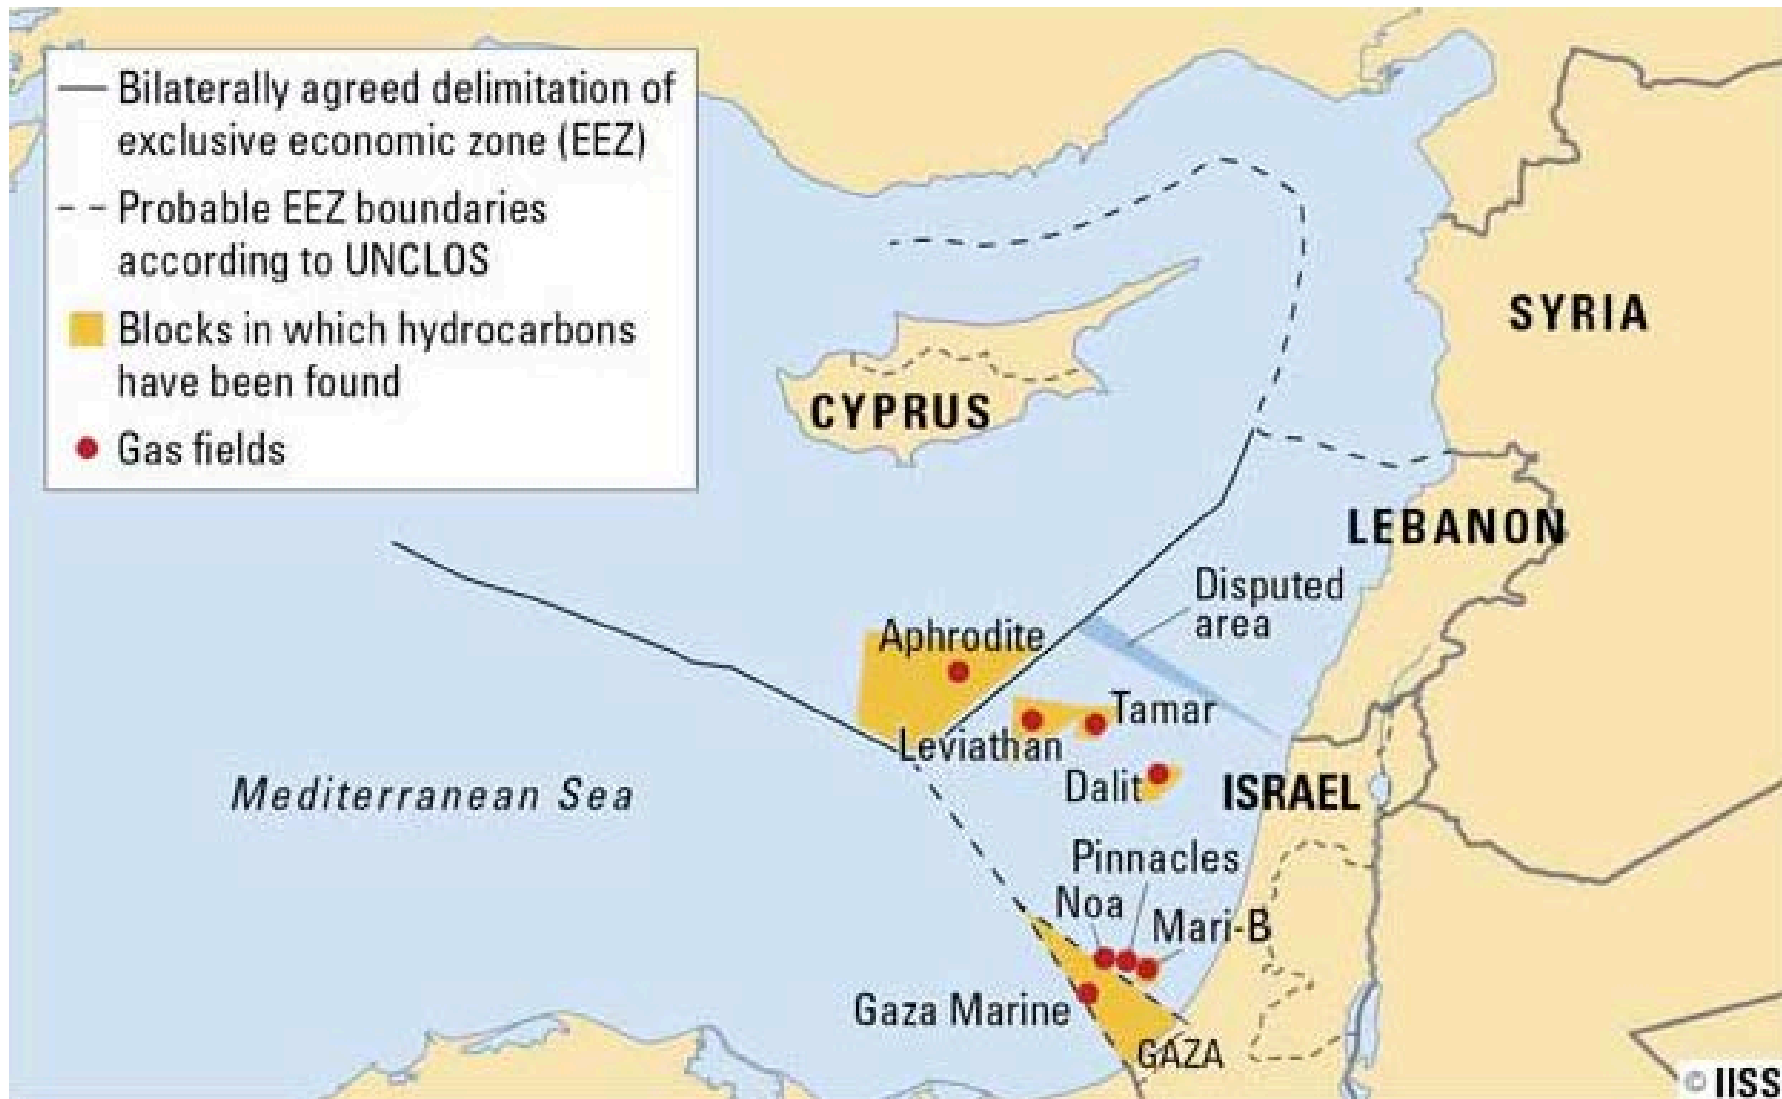 Bilaterally agreed delimitation of
exclusive economic zone (EEZ)
Probable EEZ boundaries
according to UNCLOS
Blocks in which hydrocarbons
have been found
Gas fields
SYRIA
CYPRUS
LEBANON
Disputed
area
Aphrodite
Tamar
Leviathan
Dalit
ISRAEL
Mediterranean Sea
Pinnacles
Noa
Mari-B
Gaza Marine
GAZA
© IISS